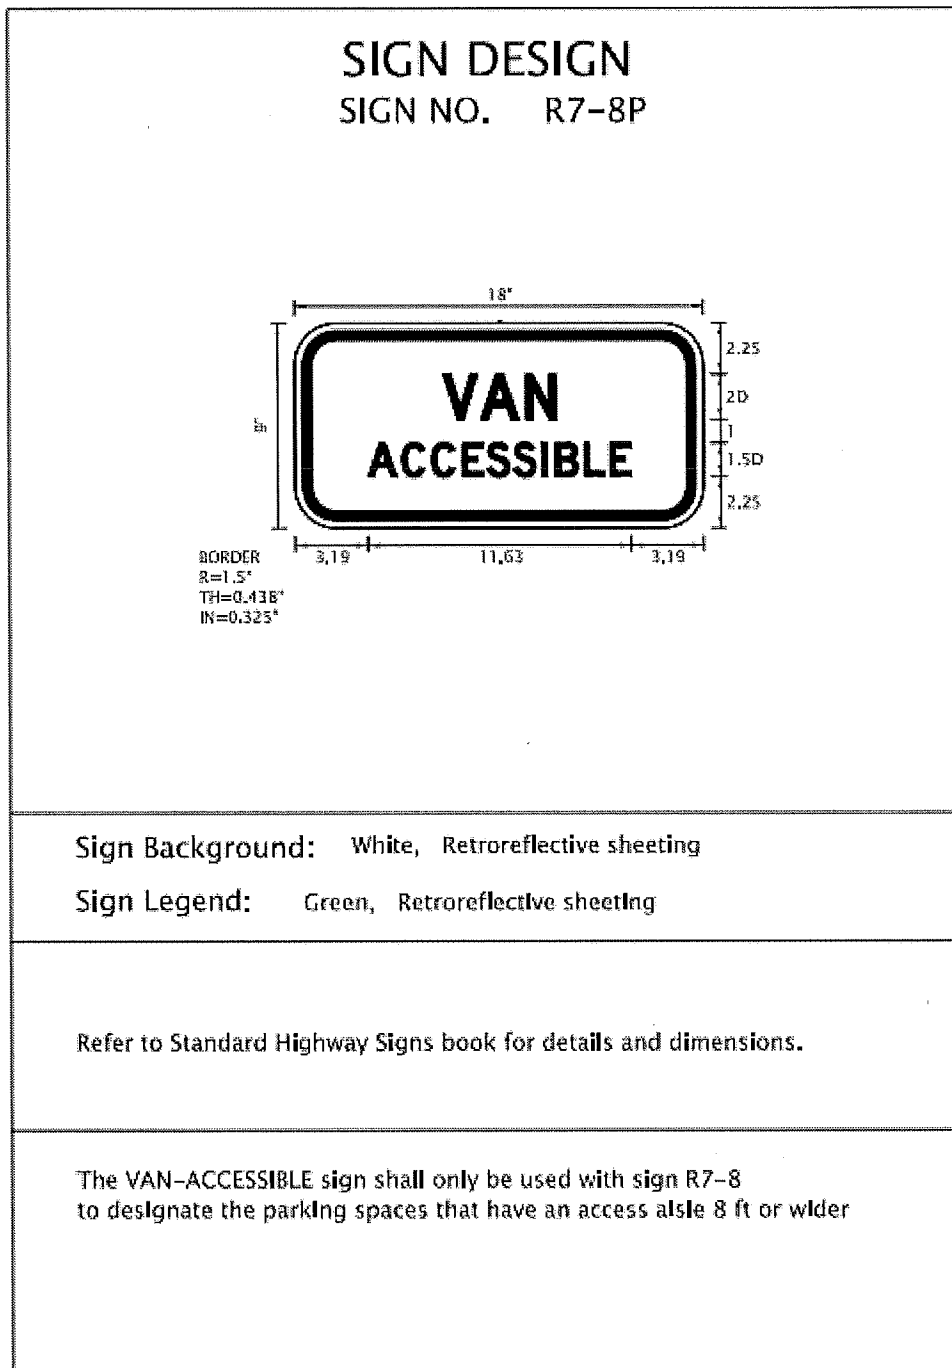 SIGN DESIGN
SIGN NO. R7-8P
18"
2.25
2D
1
1.5D
2.25
9"
VAN
ACCESSIBLE
3.19 11.63 3.19
BORDER
R=1.5"
TH=0.438"
IN=0.325"
Sign Background: White, Retroreflective sheeting
Sign Legend: Green, Retroreflective sheeting
Refer to Standard Highway Signs book for details and dimensions.
The VAN-ACCESSIBLE sign shall only be used with sign R7-8
to designate the parking spaces that have an access aisle 8 ft or wider